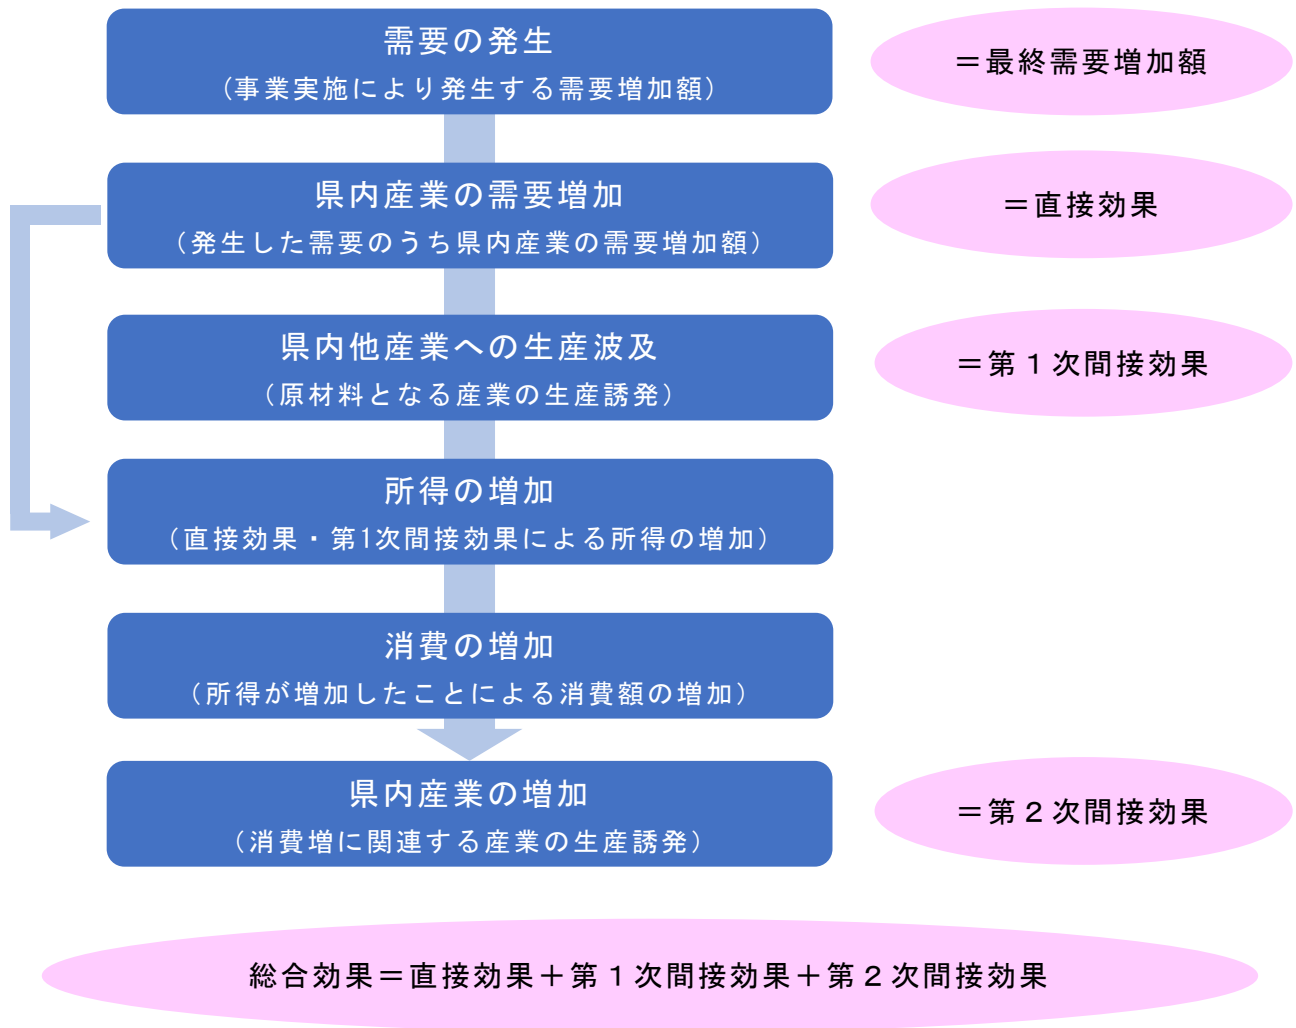 需要の発生
（事業実施により発生する需要増加額）
＝最終需要増加額
県内産業の需要増加
（発生した需要のうち県内産業の需要増加額）
＝直接効果
県内他産業への生産波及
（原材料となる産業の生産誘発）
＝第１次間接効果
所得の増加
（直接効果・第1次間接効果による所得の増加）
消費の増加
（所得が増加したことによる消費額の増加）
県内産業の増加
（消費増に関連する産業の生産誘発）
＝第２次間接効果
総合効果＝直接効果＋第１次間接効果＋第２次間接効果